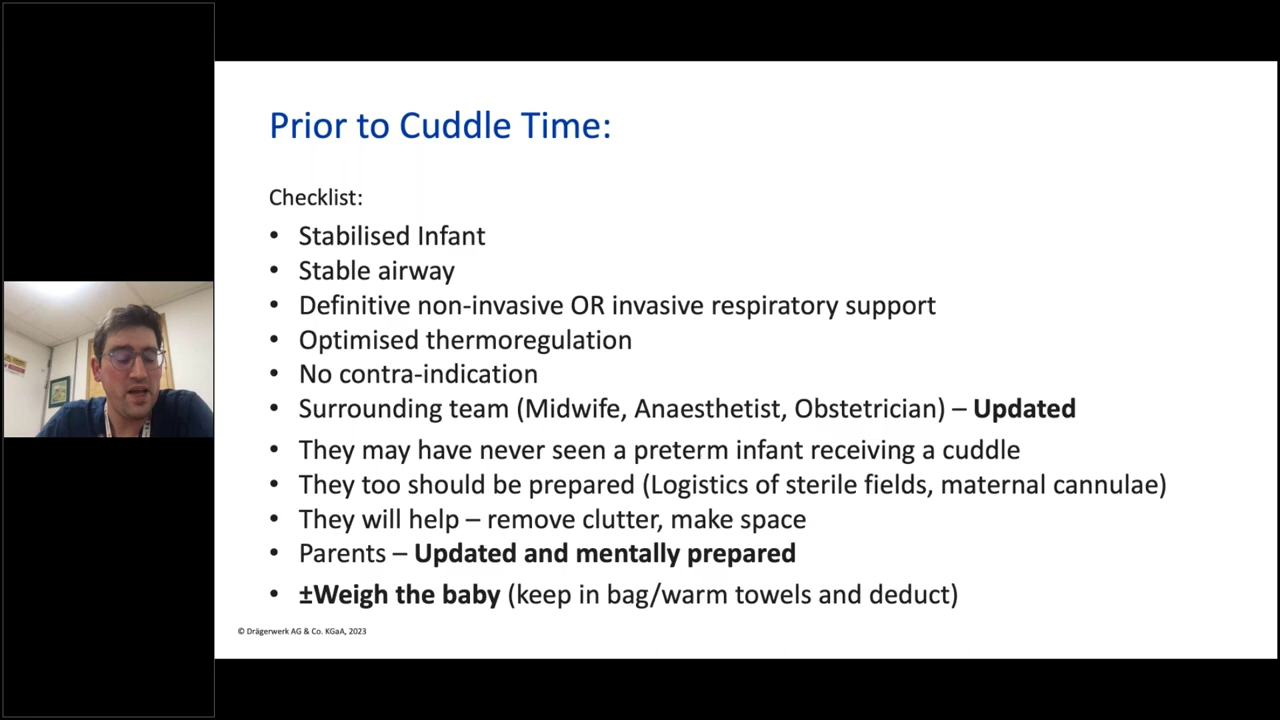 Prior to Cuddle Time:
Checklist:
• Stabilised Infant
• Stable airway
• Definitive non-invasive OR invasive respiratory support
• Optimised thermoregulation
• No contra-indication
• Surrounding team (Midwife, Anaesthetist, Obstetrician) – Updated
• They may have never seen a preterm infant receiving a cuddle
• They too should be prepared (Logistics of sterile fields, maternal cannulae)
• They will help – remove clutter, make space
• Parents – Updated and mentally prepared
• ±Weigh the baby (keep in bag/warm towels and deduct)
© Drägerwerk AG & Co. KGaA, 2023